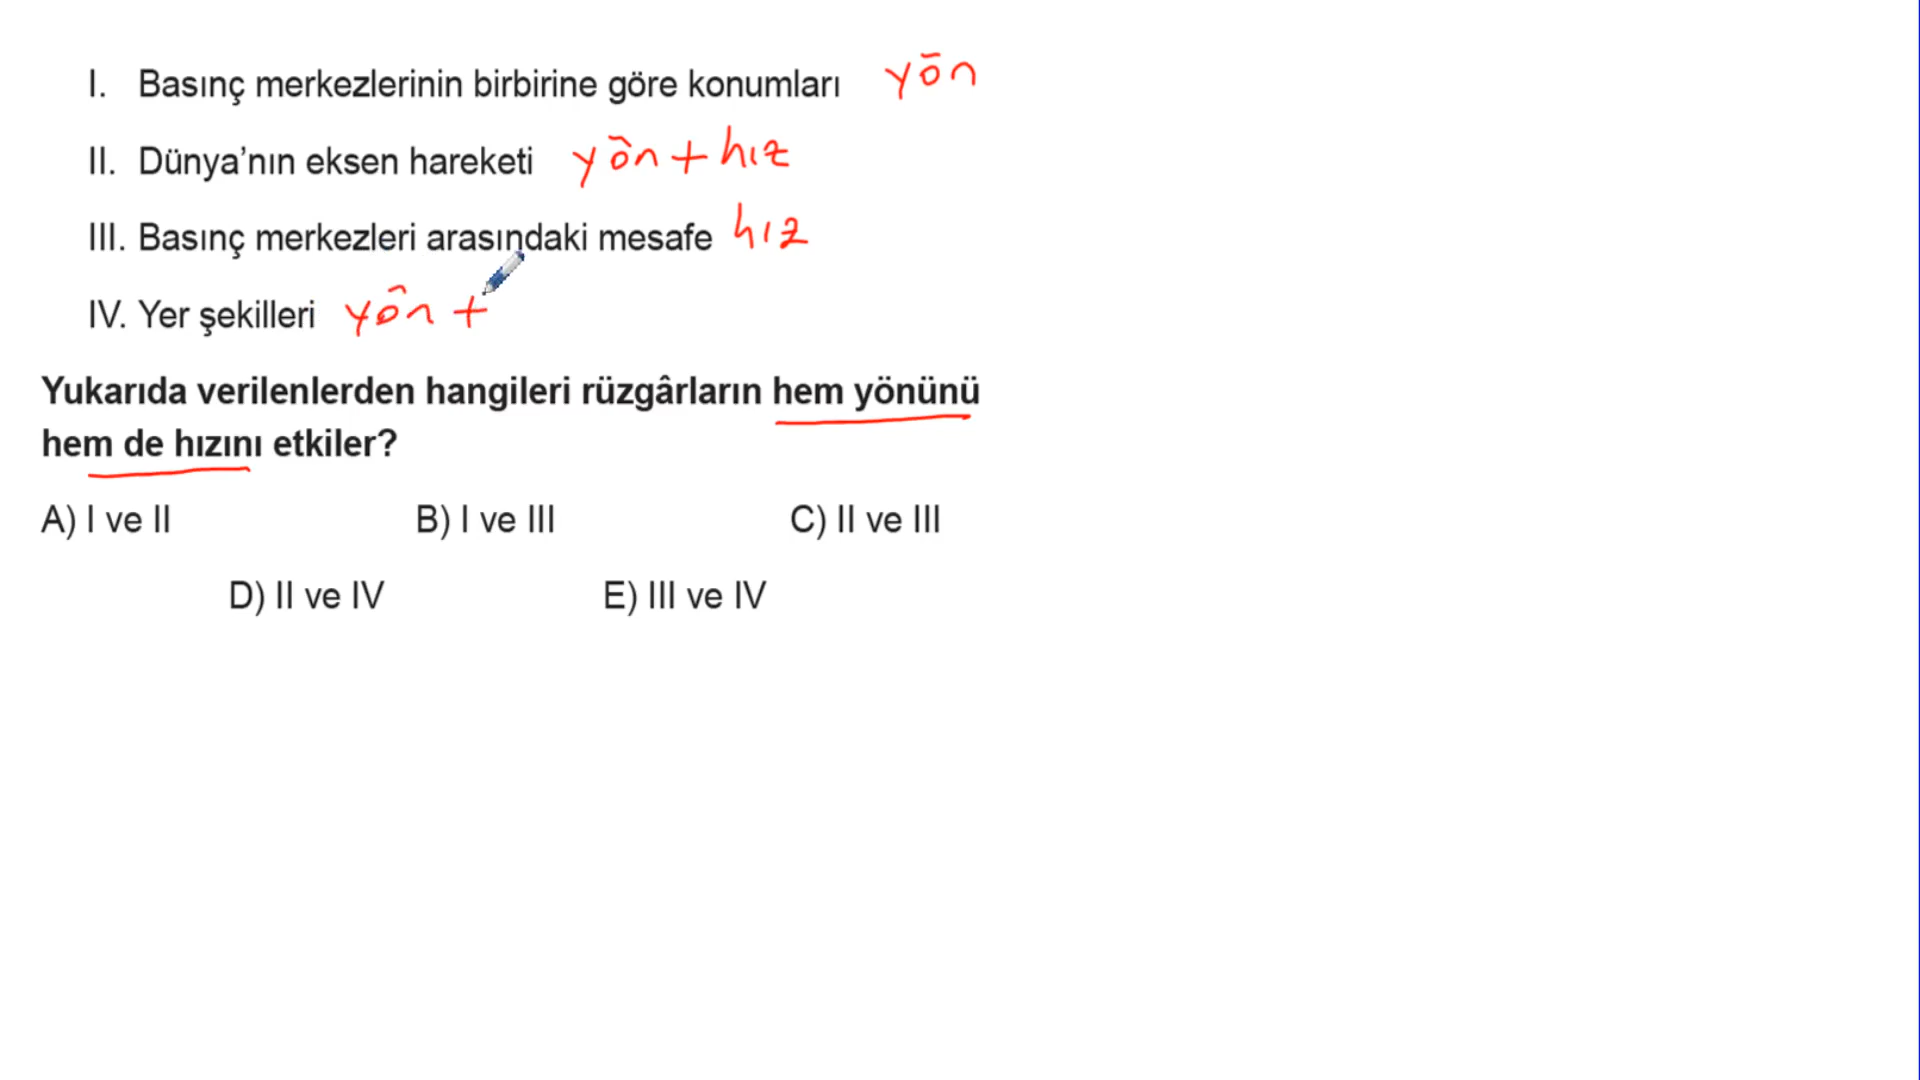 I. Basınç merkezlerinin birbirine göre konumları yön
II. Dünya’nın eksen hareketi yön + hız
III. Basınç merkezleri arasındaki mesafe hız
IV. Yer şekilleri yön +
Yukarıda verilenlerden hangileri rüzgârların hem yönünü
hem de hızını etkiler?
A) I ve II B) I ve III C) II ve III
D) II ve IV E) III ve IV